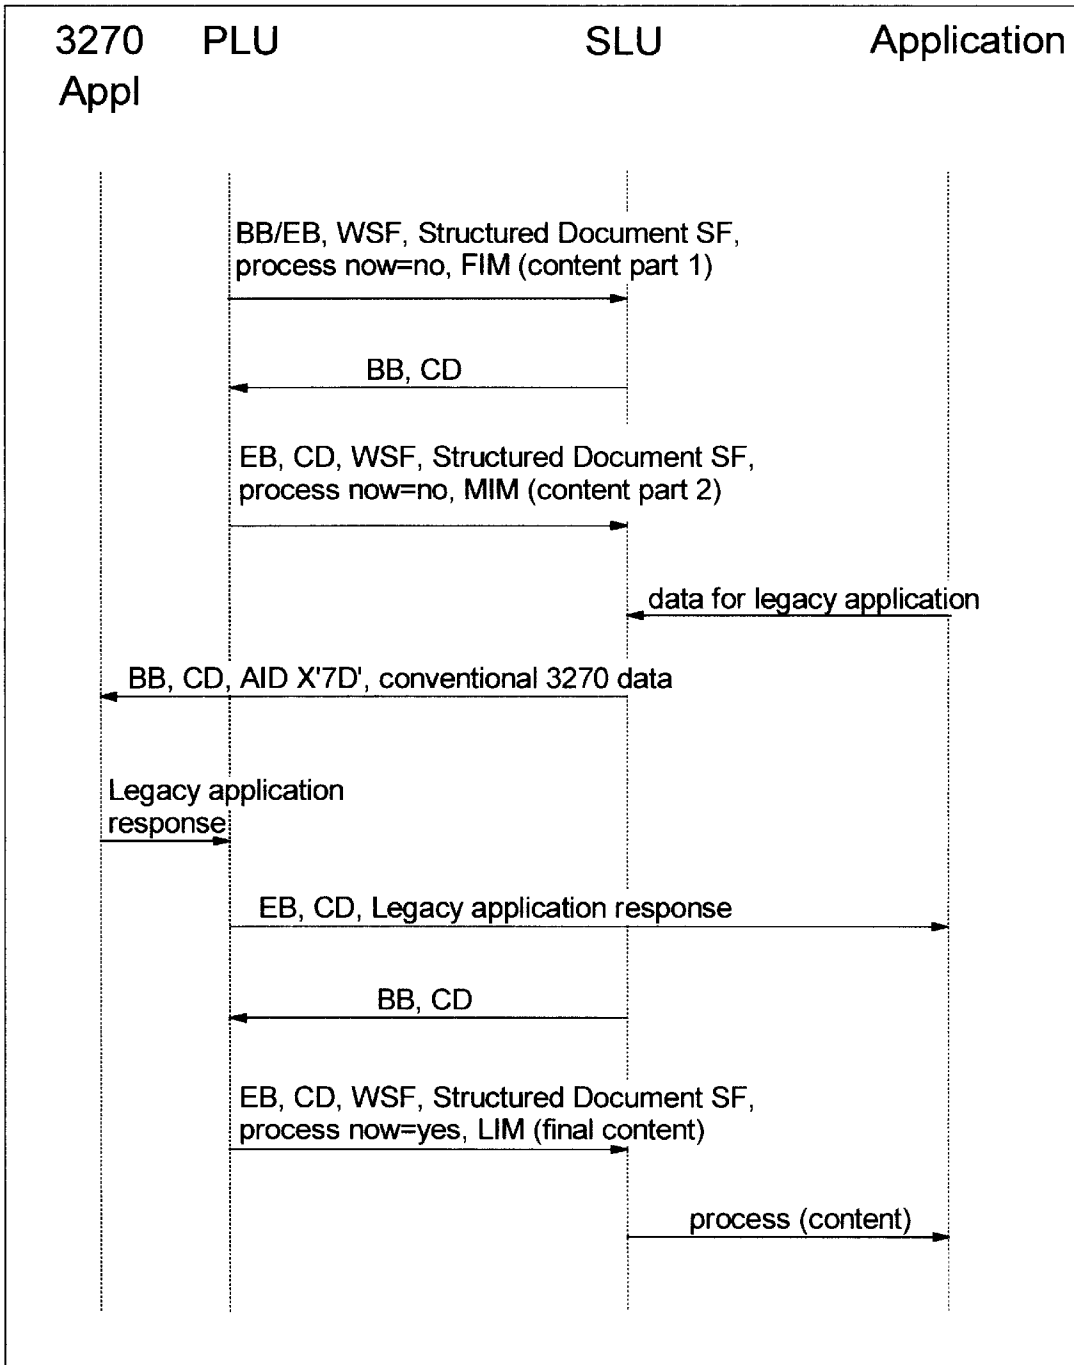 3270 PLU SLU Application
Appl
BB/EB, WSF, Structured Document SF,
process now=no, FIM (content part 1)
BB, CD
EB, CD, WSF, Structured Document SF,
process now=no, MIM (content part 2)
data for legacy application
BB, CD, AID X'7D', conventional 3270 data
Legacy application
response
EB, CD, Legacy application response
BB, CD
EB, CD, WSF, Structured Document SF,
process now=yes, LIM (final content)
process (content)